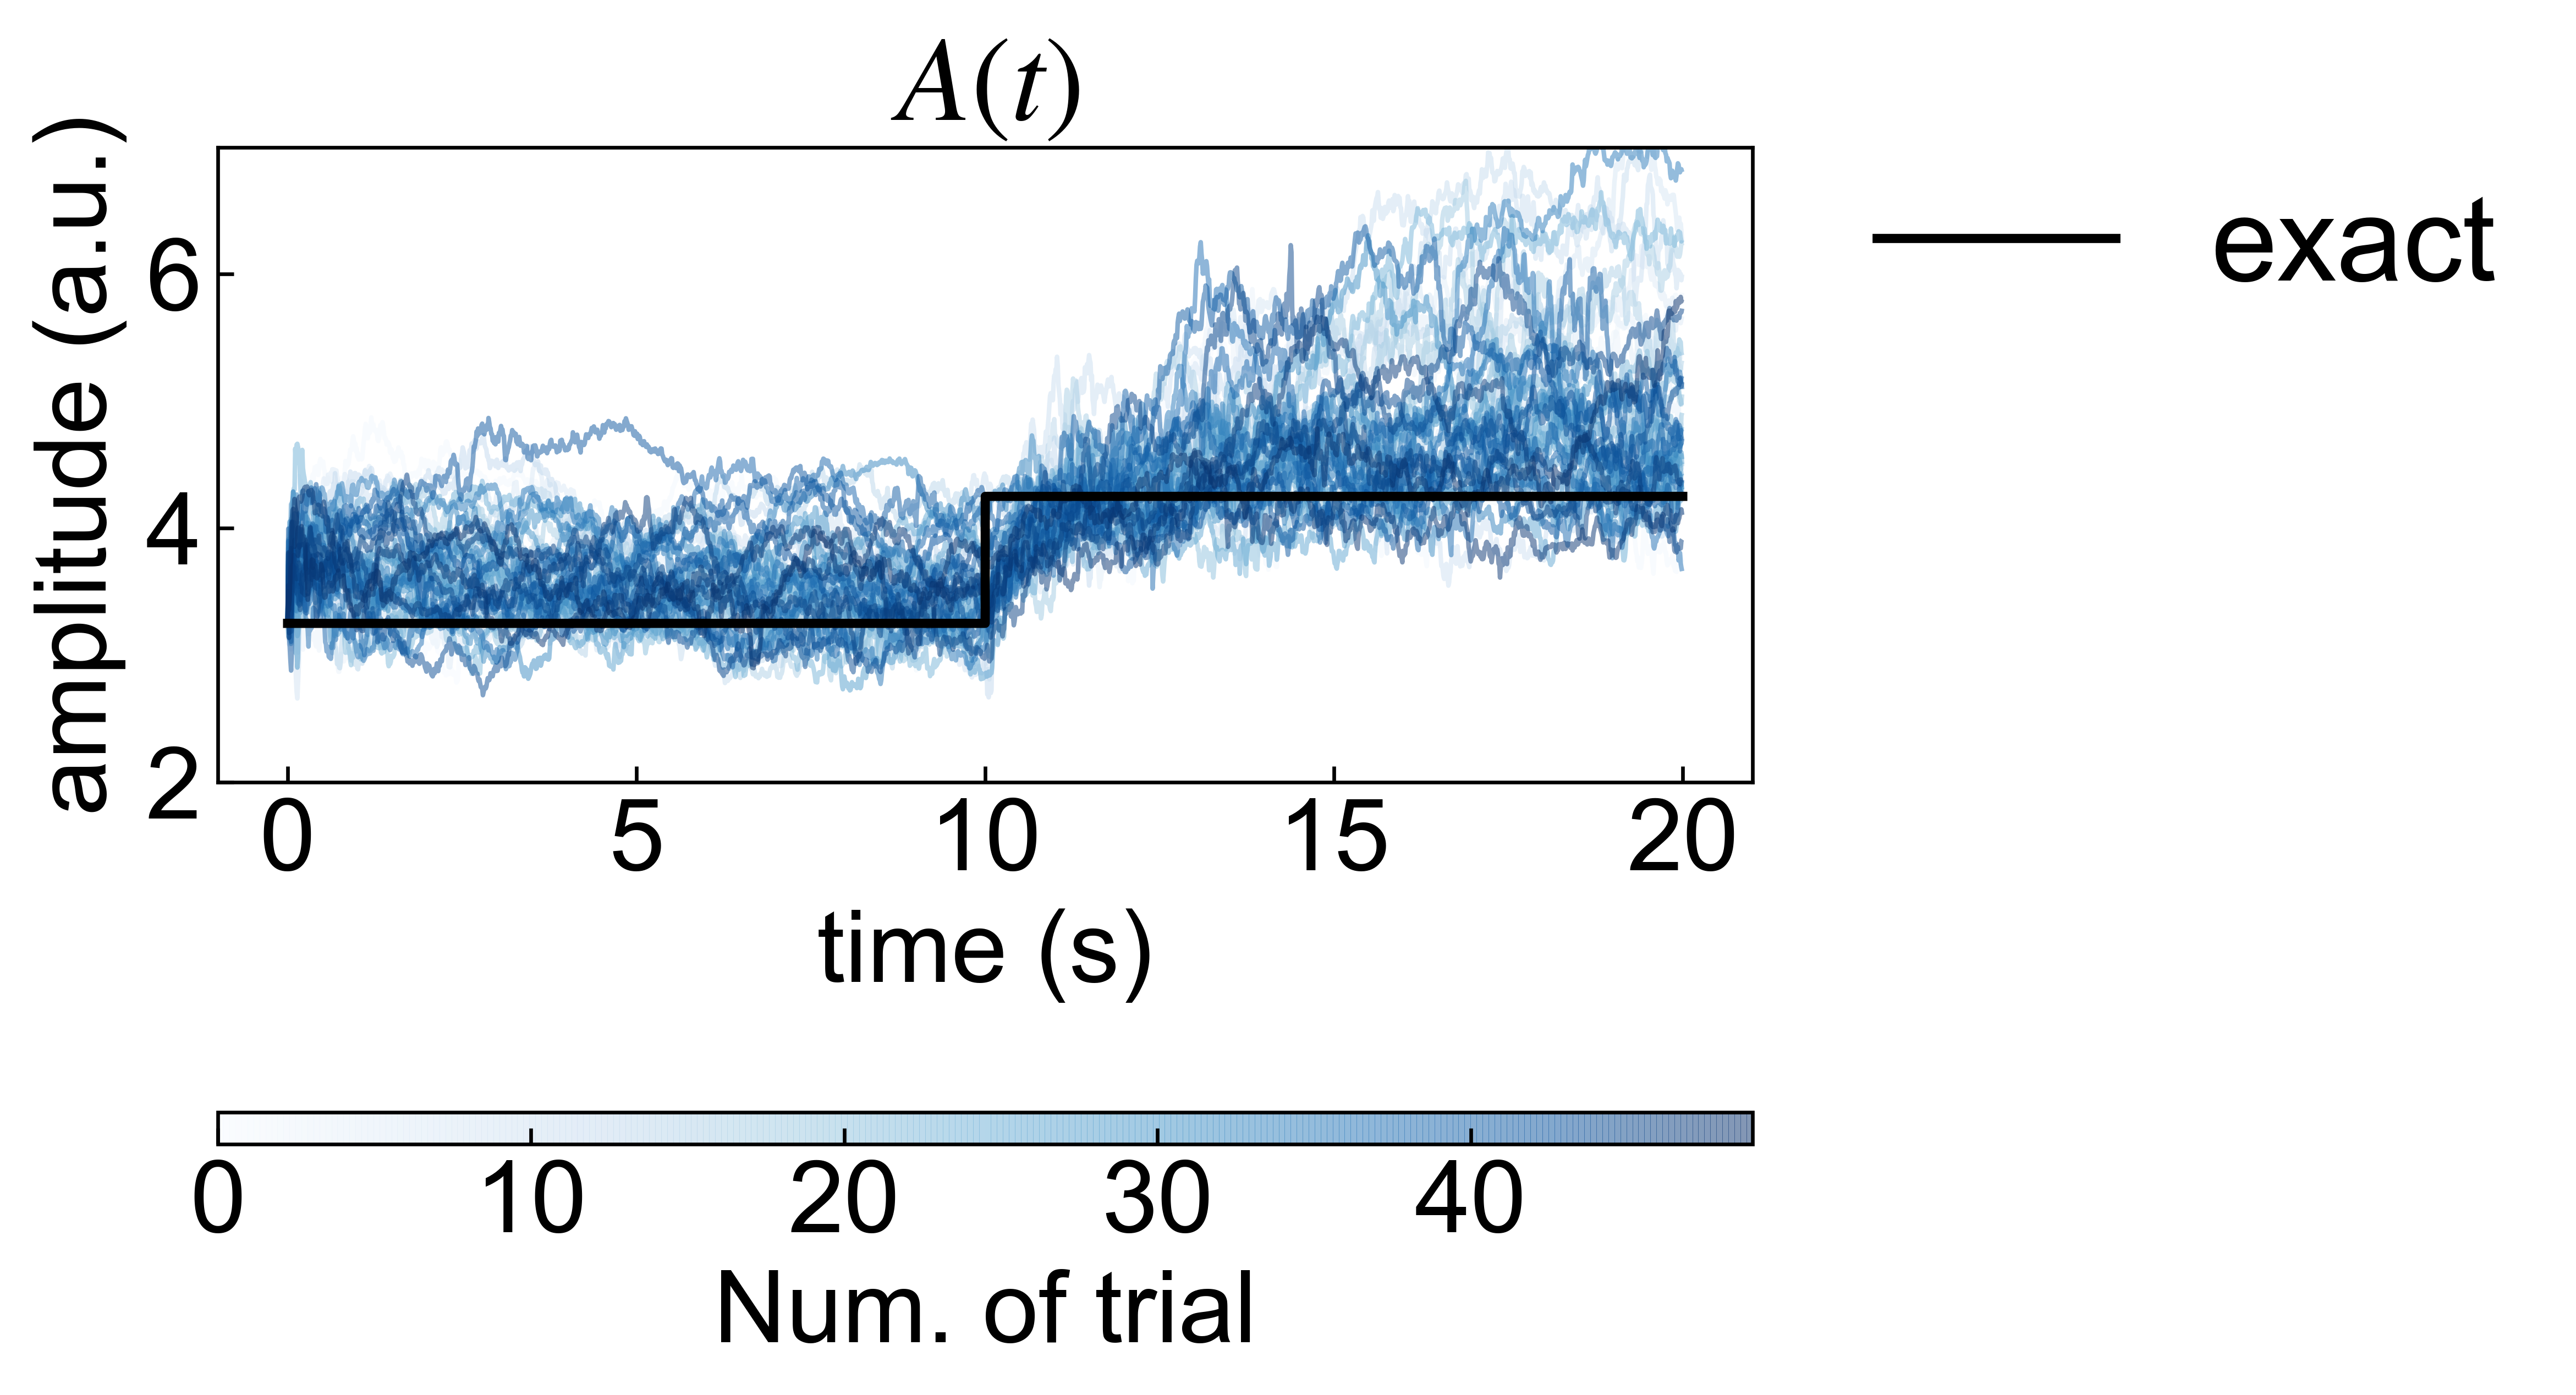 A(t)
amplitude (a.u.)
6
4
2
0 5 10 15 20
time (s)
exact
0 10 20 30 40
Num. of trial